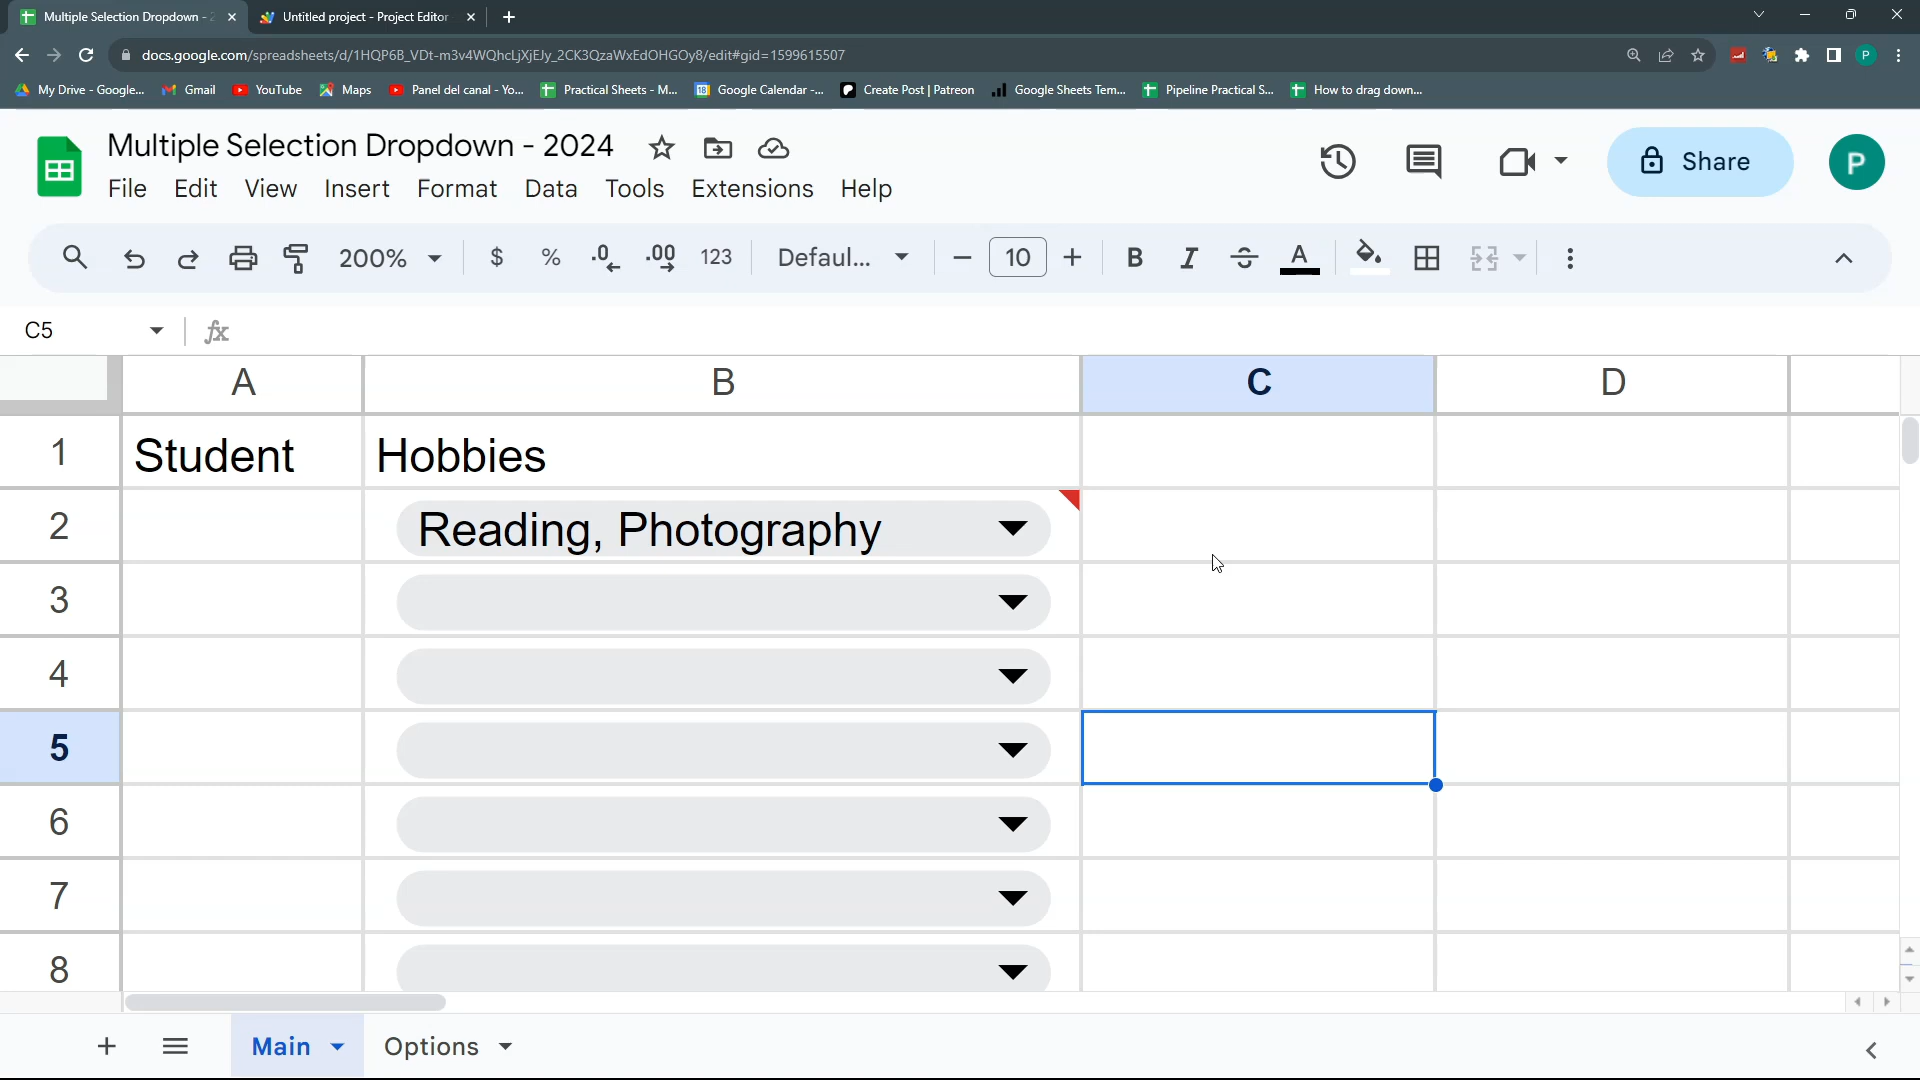 Multiple Selection Dropdown - 2
Untitled project - Project Editor
docs.google.com/spreadsheets/d/1HQP6B_VDt-m3v4WQhcLjXjEJy_2CK3QzaWxEdOHGOy8/edit#gid=1599615507
P
My Drive - Google...
Gmail
YouTube
Maps
Panel del canal - Yo...
Practical Sheets - M...
Google Calendar -...
Create Post | Patreon
Google Sheets Tem...
Pipeline Practical S...
How to drag down...
Multiple Selection Dropdown - 2024
Share
P
File Edit View Insert Format Data Tools Extensions Help
200% $ % .0 .00 123 Defaul... 10 B I S A
C5 fx
A B C D
1 Student Hobbies
2 Reading, Photography
3
4
5
6
7
8
Main Options